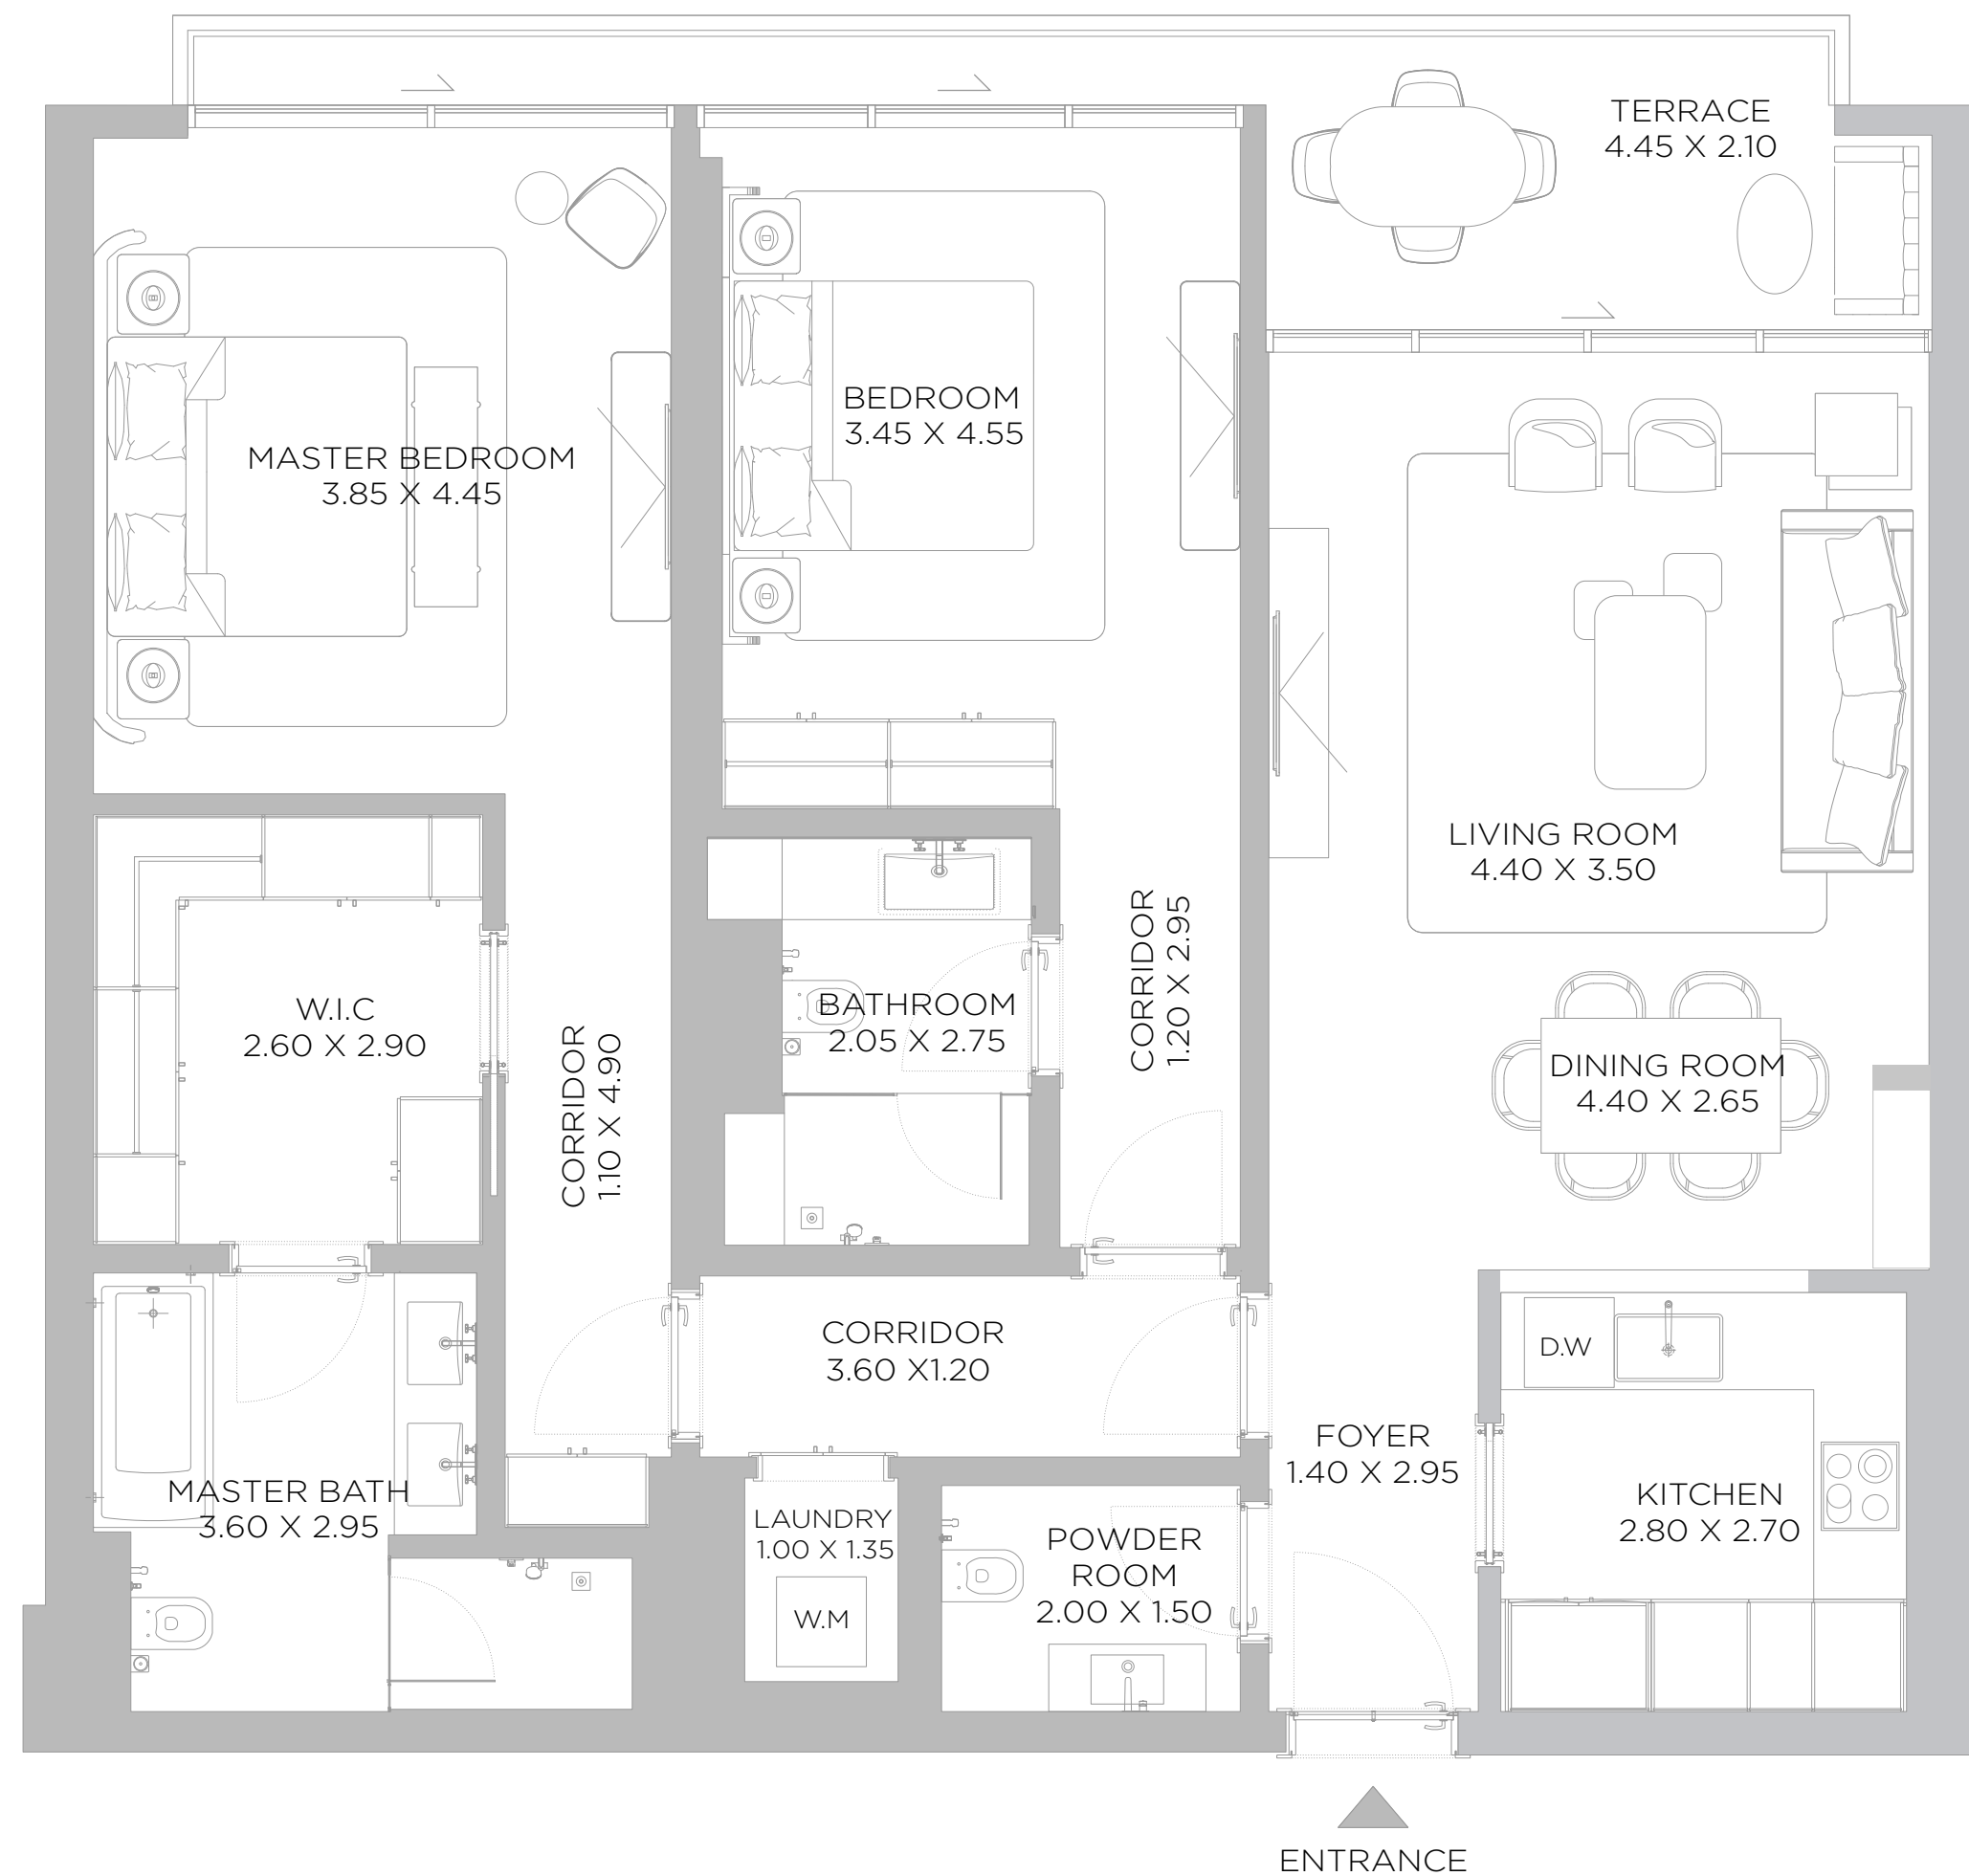 TERRACE
4.45 X 2.10
BEDROOM
3.45 X 4.55
MASTER BEDROOM
3.85 X 4.45
LIVING ROOM
4.40 X 3.50
W.I.C
2.60 X 2.90
CORRIDOR
1.10 X 4.90
BATHROOM
2.05 X 2.75
CORRIDOR
1.20 X 2.95
DINING ROOM
4.40 X 2.65
CORRIDOR
3.60 X1.20
D.W
FOYER
1.40 X 2.95
MASTER BATH
3.60 X 2.95
LAUNDRY
1.00 X 1.35
W.M
POWDER
ROOM
2.00 X 1.50
KITCHEN
2.80 X 2.70
ENTRANCE